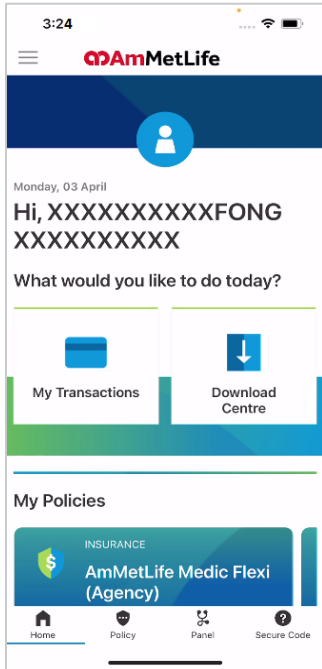 3:24
AmMetLife
Monday, 03 April
Hi, XXXXXXXXXXFONG
XXXXXXXXXX
What would you like to do today?
My Transactions
Download
Centre
My Policies
INSURANCE
AmMetLife Medic Flexi
(Agency)
Home
Policy
Panel
Secure Code